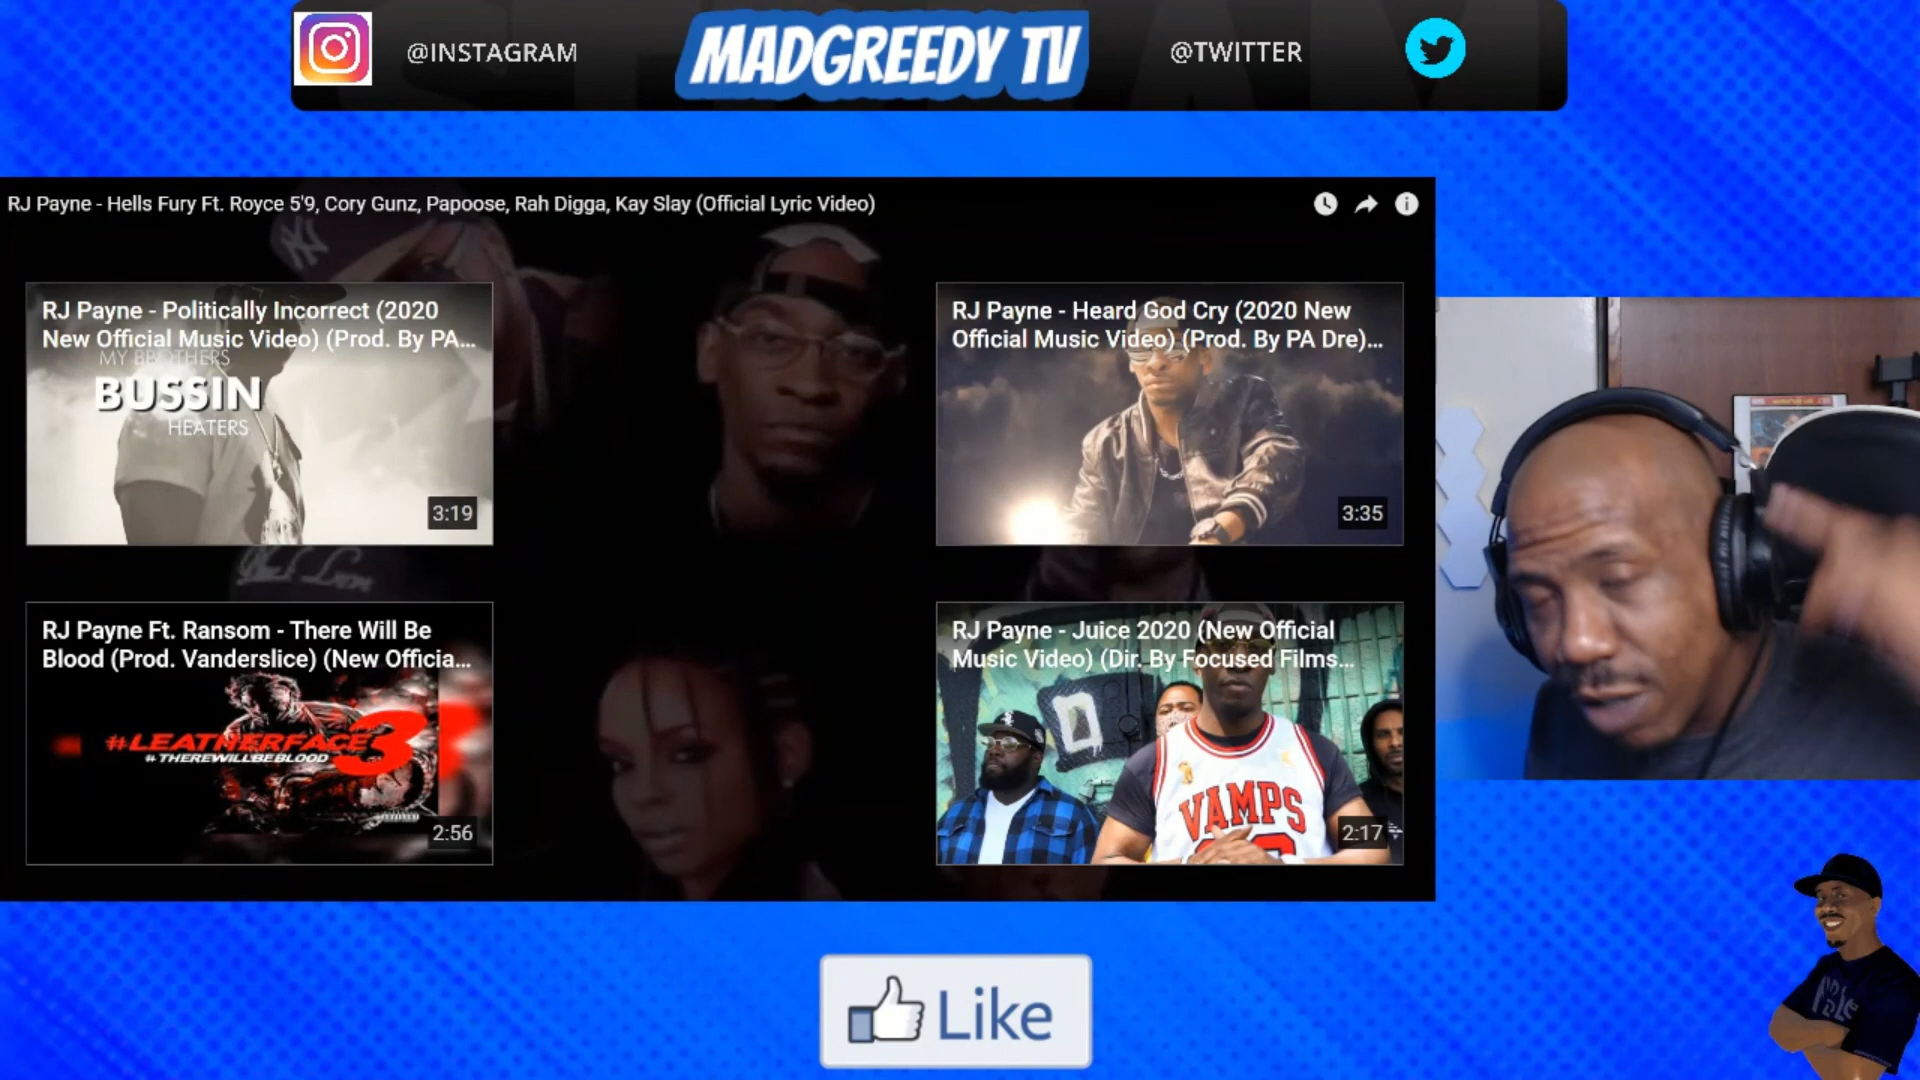 @INSTAGRAM
MADGREEDY TV
@TWITTER
RJ Payne - Hells Fury Ft. Royce 5'9, Cory Gunz, Papoose, Rah Digga, Kay Slay (Official Lyric Video)
RJ Payne - Politically Incorrect (2020
New Official Music Video) (Prod. By PA...
MY BROTHERS
BUSSIN
HEATERS
3:19
RJ Payne - Heard God Cry (2020 New
Official Music Video) (Prod. By PA Dre)...
3:35
RJ Payne Ft. Ransom - There Will Be
Blood (Prod. Vanderslice) (New Officia...
#LEATHERFACE 3
#THEREWILLBEBLOOD
2:56
RJ Payne - Juice 2020 (New Official
Music Video) (Dir. By Focused Films...
VAMPS
2:17
Like